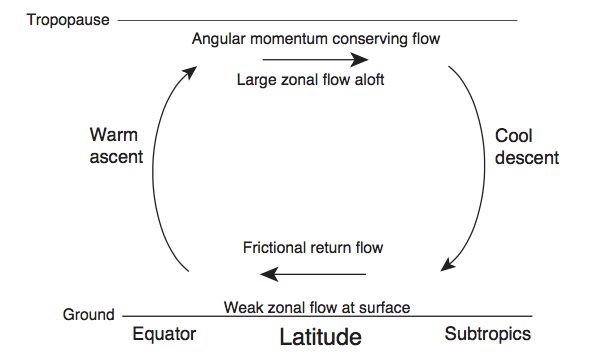 Tropopause
Angular momentum conserving flow
Large zonal flow aloft
Warm
ascent
Cool
descent
Frictional return flow
Weak zonal flow at surface
Ground
Equator
Latitude
Subtropics